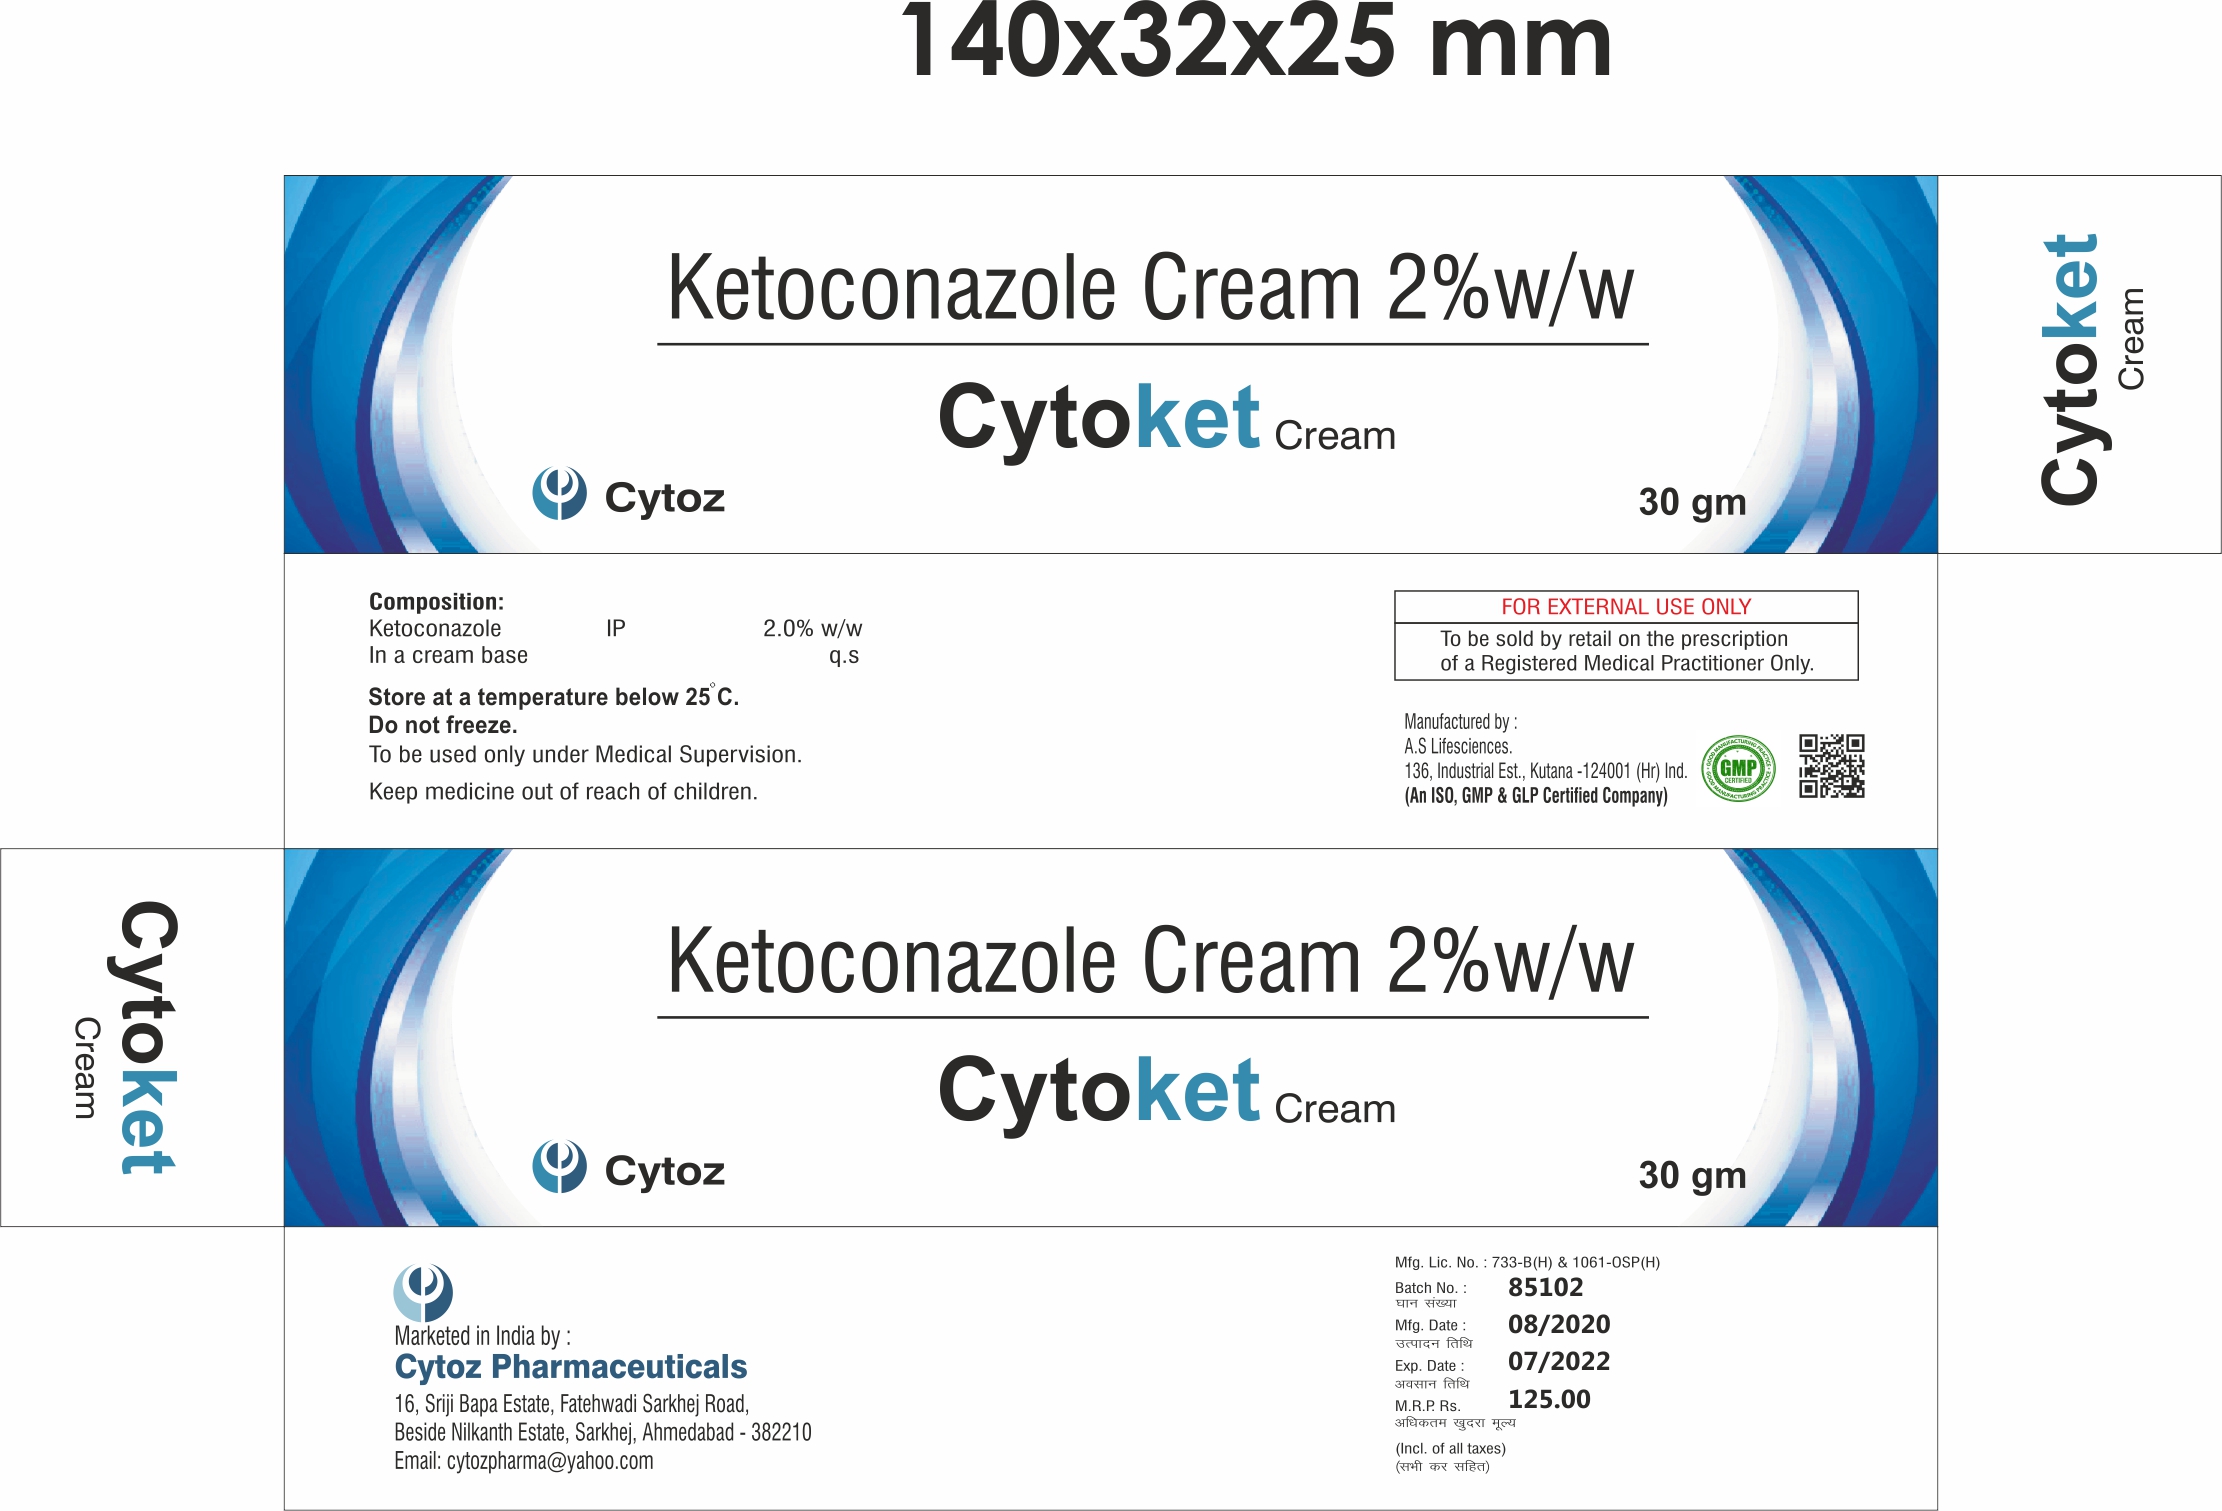 140x32x25 mm
Ketoconazole Cream 2%w/w
Cytoket Cream
Cytoz
30 gm
Cytoket
Cream
Composition:
Ketoconazole IP 2.0% w/w
In a cream base q.s
Store at a temperature below 25°C.
Do not freeze.
To be used only under Medical Supervision.
Keep medicine out of reach of children.
FOR EXTERNAL USE ONLY
To be sold by retail on the prescription
of a Registered Medical Practitioner Only.
Manufactured by :
A.S Lifesciences.
136, Industrial Est., Kutana -124001 (Hr) Ind.
(An ISO, GMP & GLP Certified Company)
GOOD MANUFACTURING PRACTICE
GMP
CERTIFIED
GOOD MANUFACTURING PRACTICE
Cytoket
Cream
Ketoconazole Cream 2%w/w
Cytoket Cream
Cytoz
30 gm
Marketed in India by :
Cytoz Pharmaceuticals
16, Sriji Bapa Estate, Fatehwadi Sarkhej Road,
Beside Nilkanth Estate, Sarkhej, Ahmedabad - 382210
Email: cytozpharma@yahoo.com
Mfg. Lic. No. : 733-B(H) & 1061-OSP(H)
Batch No. : 85102
घान संख्या
Mfg. Date : 08/2020
उत्पादन तिथि
Exp. Date : 07/2022
अवसान तिथि
M.R.P. Rs. 125.00
अधिकतम खुदरा मूल्य
(Incl. of all taxes)
(सभी कर सहित)